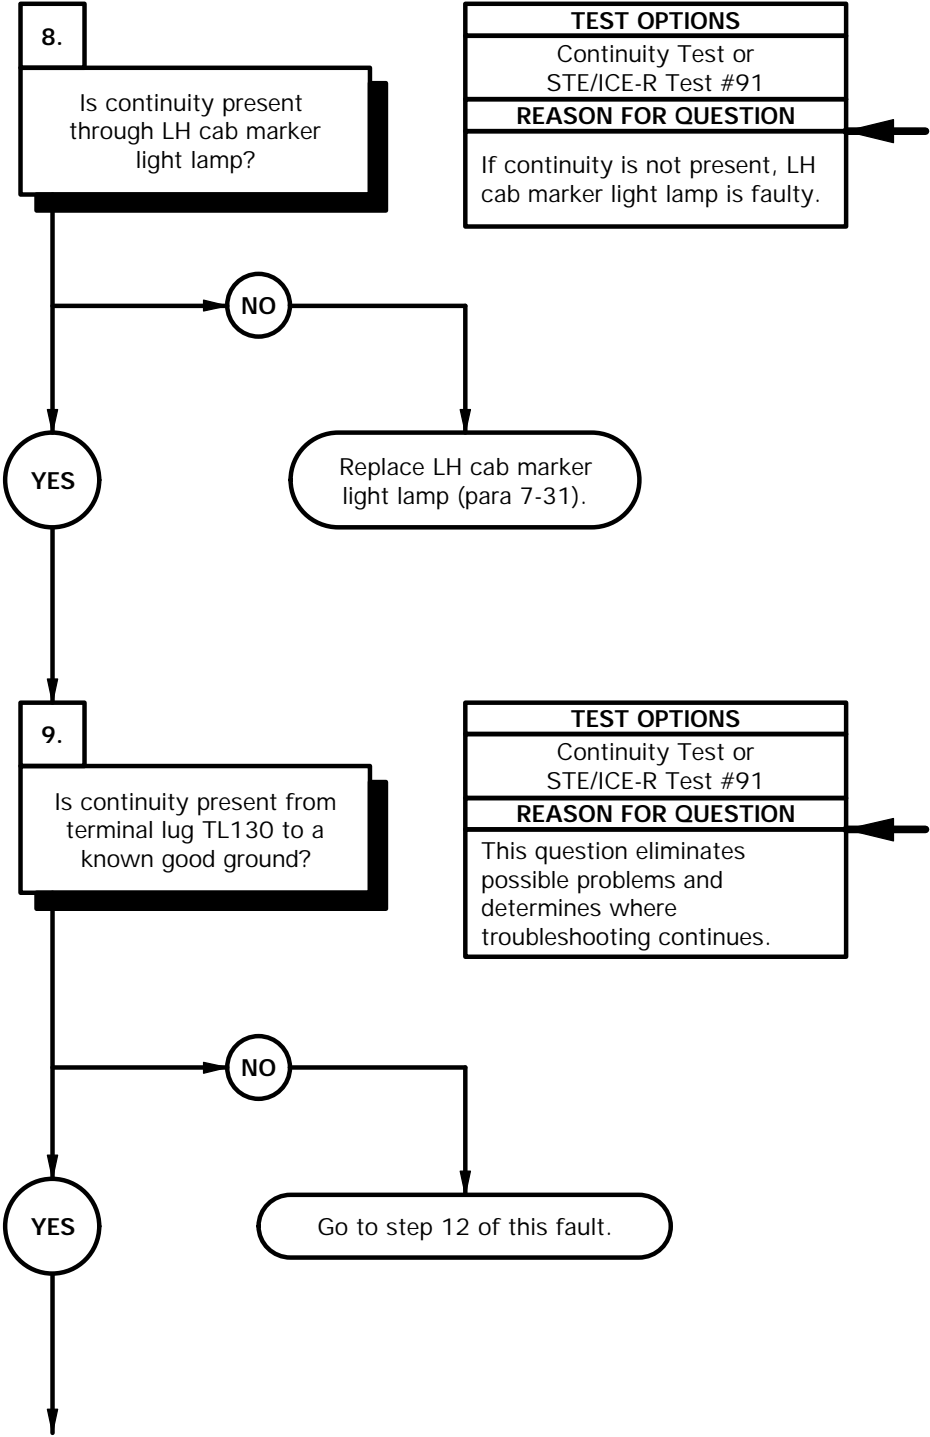 8.
Is continuity present
through LH cab marker
light lamp?
TEST OPTIONS
Continuity Test or
STE/ICE-R Test #91
REASON FOR QUESTION
If continuity is not present, LH
cab marker light lamp is faulty.
NO
YES
Replace LH cab marker
light lamp (para 7-31).
9.
Is continuity present from
terminal lug TL130 to a
known good ground?
TEST OPTIONS
Continuity Test or
STE/ICE-R Test #91
REASON FOR QUESTION
This question eliminates
possible problems and
determines where
troubleshooting continues.
NO
YES
Go to step 12 of this fault.